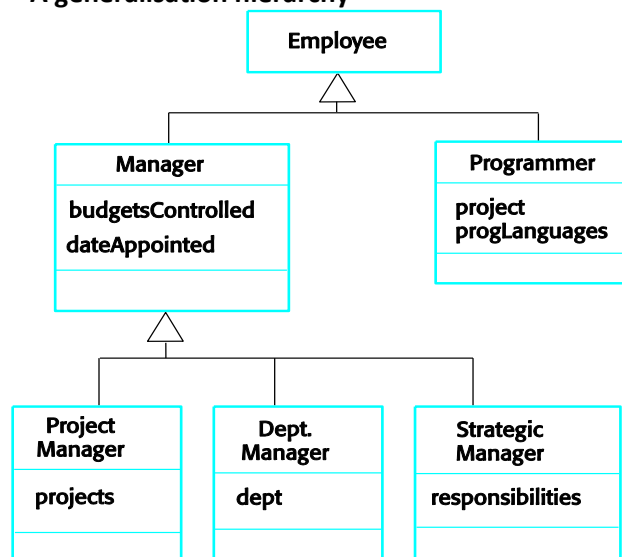 A generalisation hierarchy
Employee
Manager
budgetsControlled
dateAppointed
Programmer
project
progLanguages
Project
Manager
projects
Dept.
Manager
dept
Strategic
Manager
responsibilities